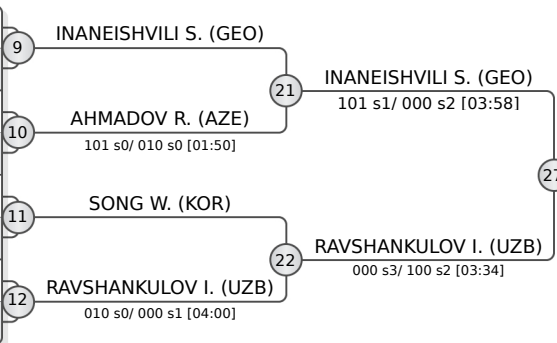 INANEISHVILI S. (GEO)
9
21
INANEISHVILI S. (GEO)
101 s1/ 000 s2 [03:58]
AHMADOV R. (AZE)
10
101 s0/ 010 s0 [01:50]
27
SONG W. (KOR)
11
22
RAVSHANKULOV I. (UZB)
000 s3/ 100 s2 [03:34]
RAVSHANKULOV I. (UZB)
12
010 s0/ 000 s1 [04:00]